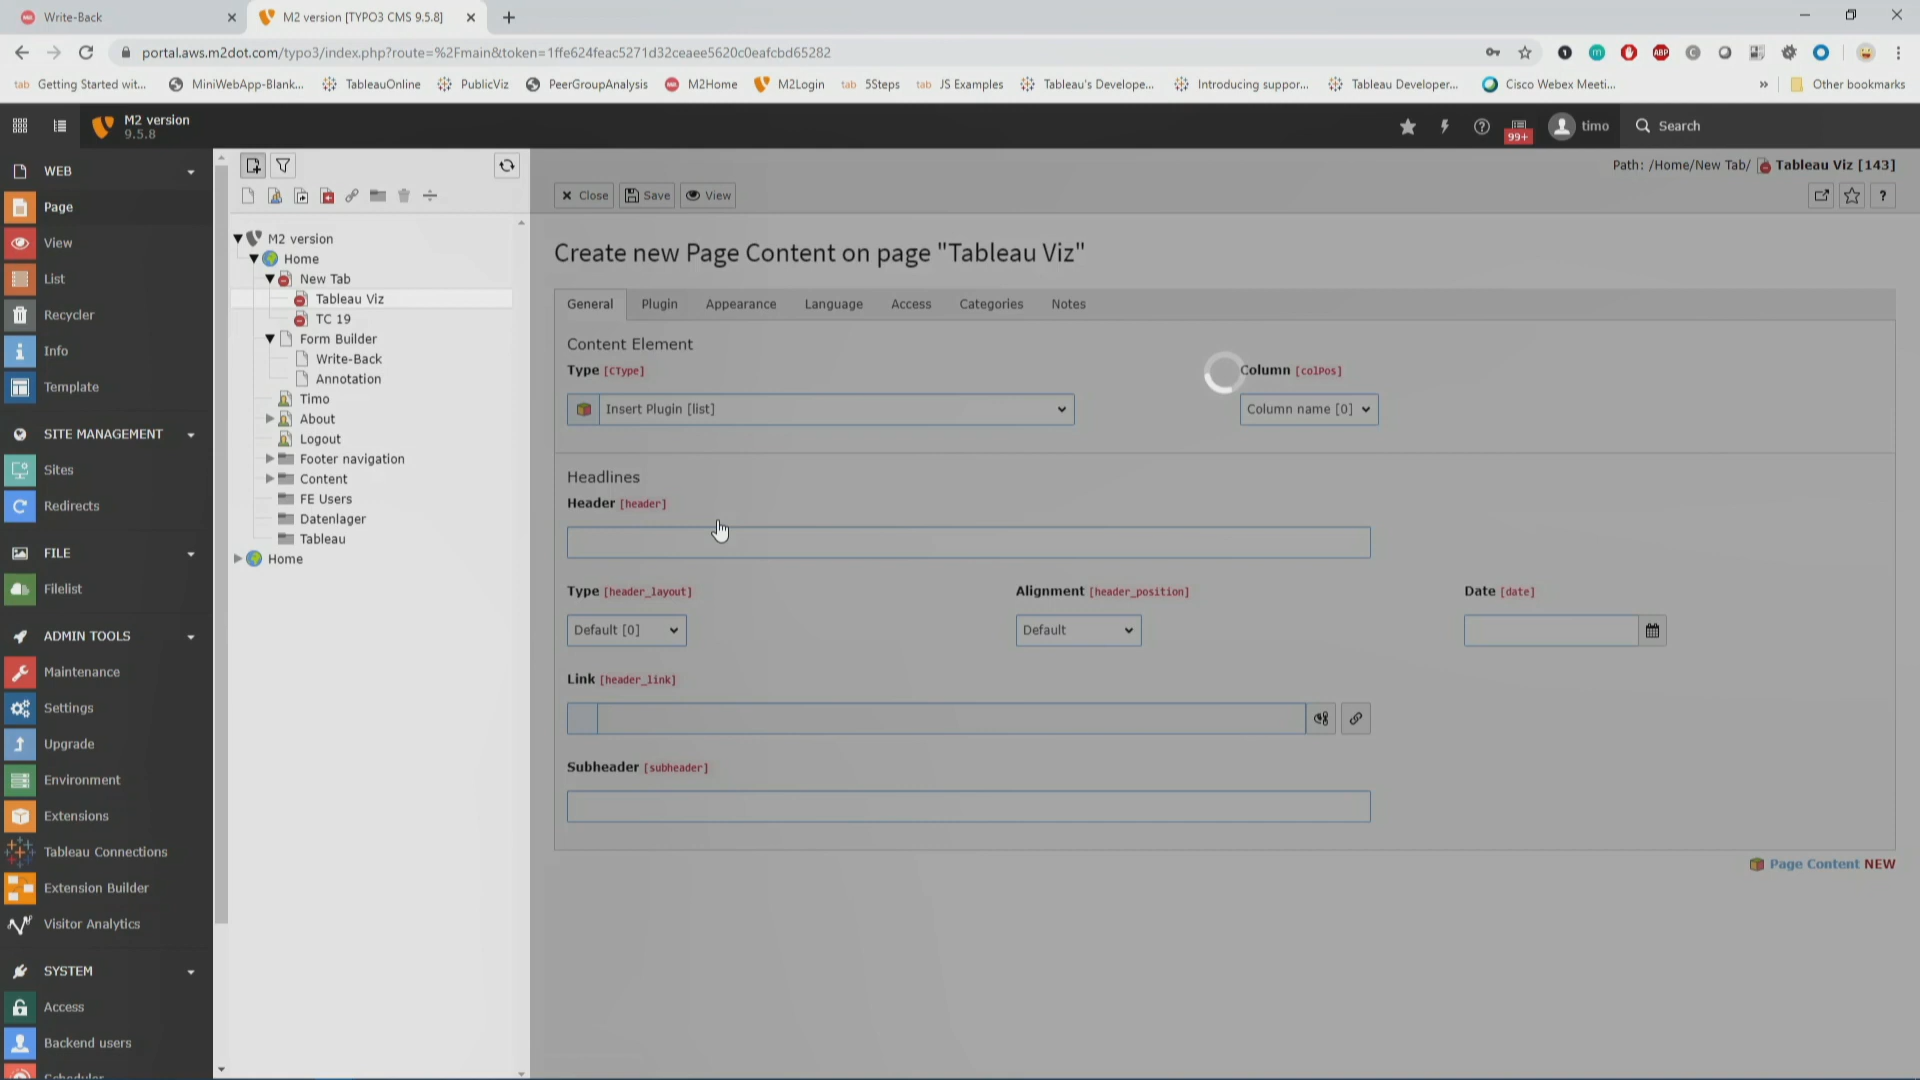 Write-Back
M2 version [TYPO3 CMS 9.5.8]
portal.aws.m2dot.com/typo3/index.php?route=%2Fmain&token=1ffe624feac5271d32ceaee5620c0eafcbd65282
tab Getting Started wit...
MiniWebApp-Blank...
TableauOnline
PublicViz
PeerGroupAnalysis
M2Home
M2Login
tab 5Steps
tab JS Examples
Tableau's Develope...
Introducing suppor...
Tableau Developer...
Cisco Webex Meeti...
»
Other bookmarks
M2 version
9.5.8
99+
timo
Search
WEB
Page
View
List
Recycler
Info
Template
SITE MANAGEMENT
Sites
Redirects
FILE
Filelist
ADMIN TOOLS
Maintenance
Settings
Upgrade
Environment
Extensions
Tableau Connections
Extension Builder
Visitor Analytics
SYSTEM
Access
Backend users
Scheduler
M2 version
Home
New Tab
Tableau Viz
TC 19
Form Builder
Write-Back
Annotation
Timo
About
Logout
Footer navigation
Content
FE Users
Datenlager
Tableau
Home
Path: /Home/New Tab/ Tableau Viz [143]
Close
Save
View
?
Create new Page Content on page "Tableau Viz"
General
Plugin
Appearance
Language
Access
Categories
Notes
Content Element
Type [CType]
Column [colPos]
Insert Plugin [list]
Column name [0]
Headlines
Header [header]
Type [header_layout]
Alignment [header_position]
Date [date]
Default [0]
Default
Link [header_link]
Subheader [subheader]
Page Content NEW